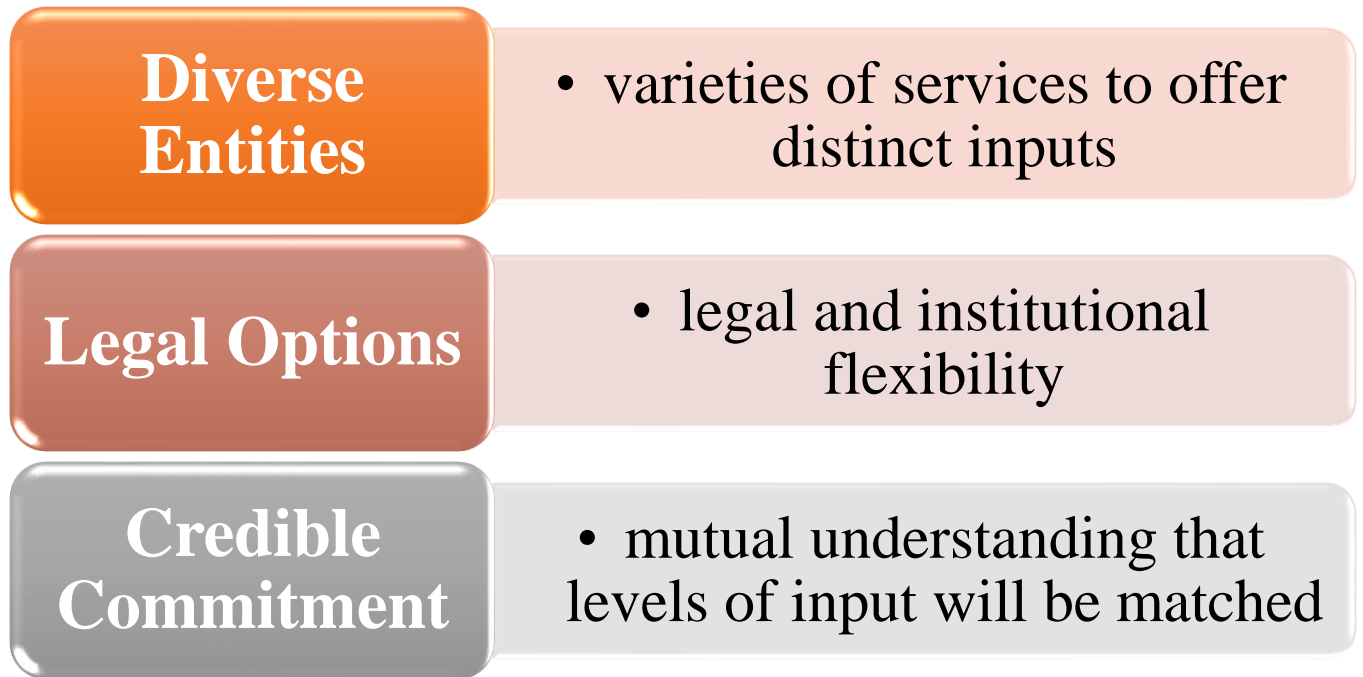 Diverse
Entities
• varieties of services to offer
distinct inputs
Legal Options
• legal and institutional
flexibility
Credible
Commitment
• mutual understanding that
levels of input will be matched